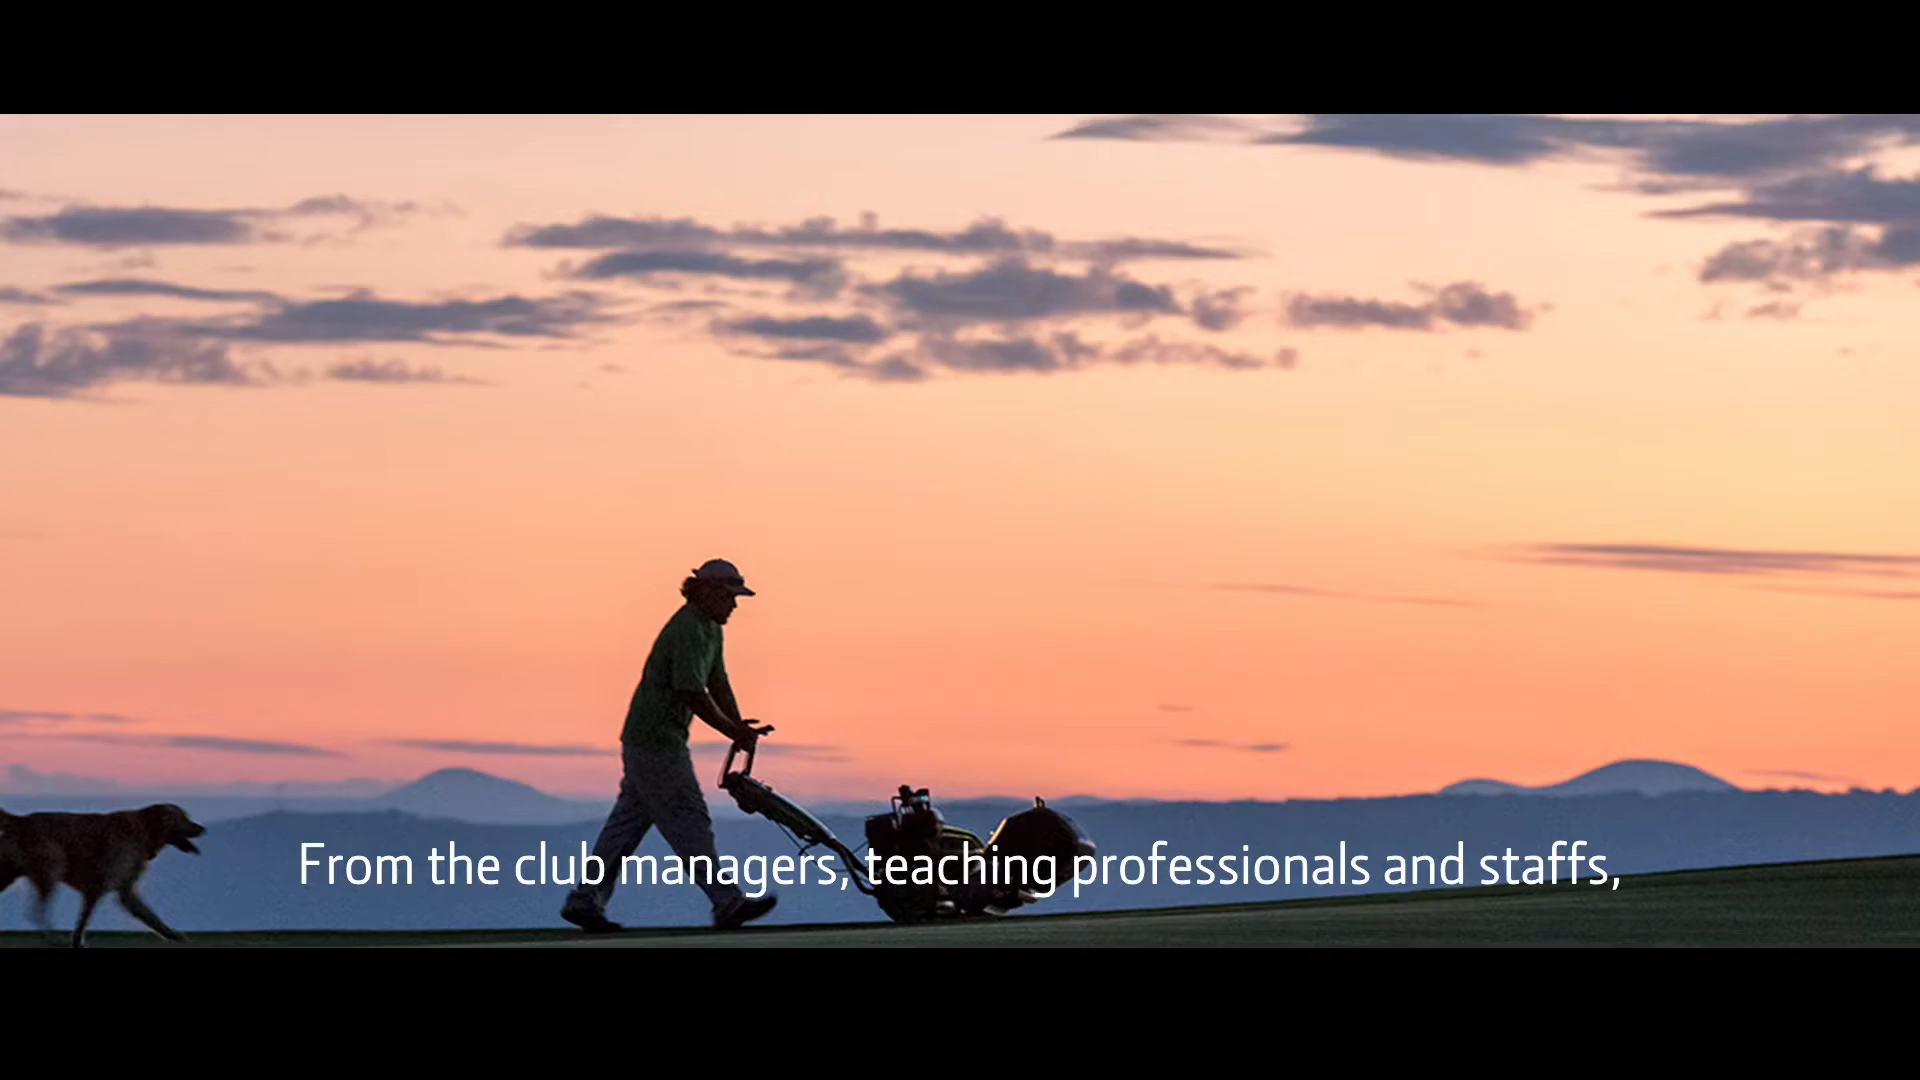 From the club managers, teaching professionals and staffs,